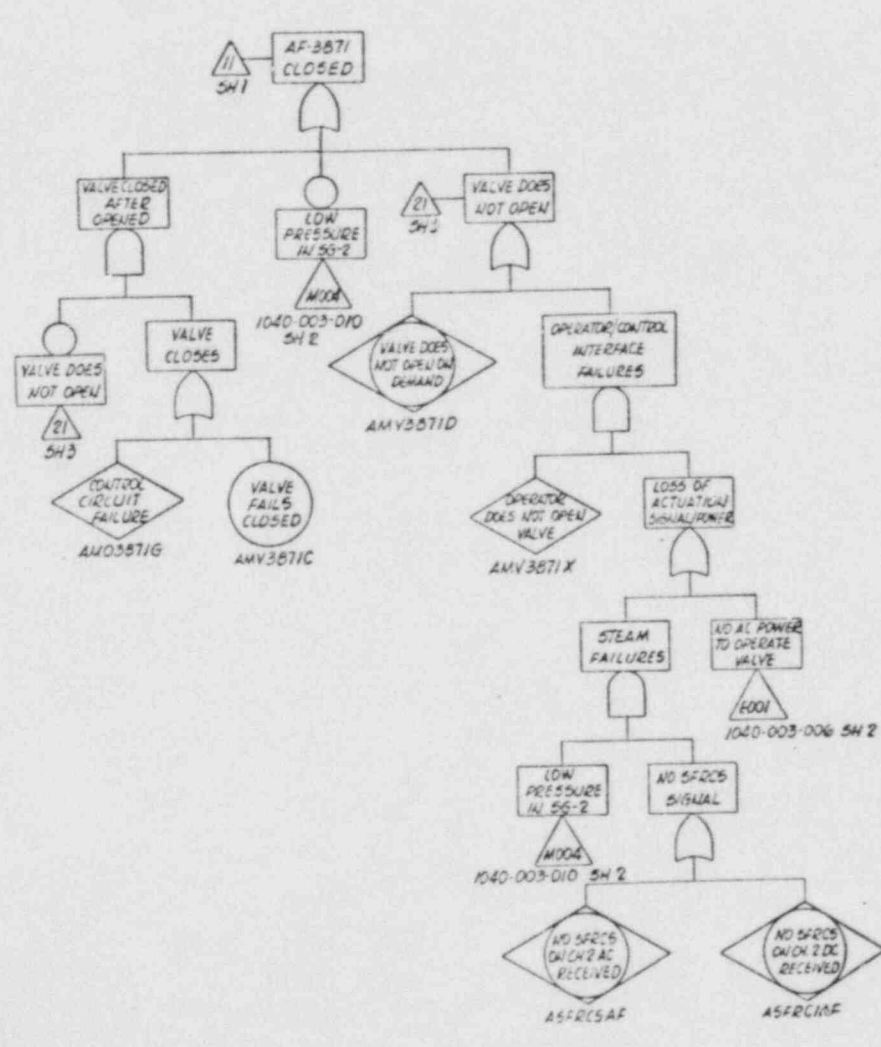 AF-3871
CLOSED
11
SH 1
VALVE CLOSED
AFTER
OPENED
LOW
PRESSURE
IN SG-2
M004
1040-003-010
SH 2
21
SH3
VALVE DOES
NOT OPEN
VALVE DOES
NOT OPEN
21
SH3
VALVE
CLOSES
CONTROL
CIRCUIT
FAILURE
AMO3871G
VALVE
FAILS
CLOSED
AMV3871C
VALVE DOES
NOT OPEN ON
DEMAND
AMV3871D
OPERATOR/CONTROL
INTERFACE
FAILURES
OPERATOR
DOES NOT OPEN
VALVE
AMV3871X
LOSS OF
ACTUATION
SIGNAL/POWER
STEAM
FAILURES
NO AC POWER
TO OPERATE
VALVE
E001
1040-003-006 SH 2
LOW
PRESSURE
IN SG-2
M004
1040-003-010 SH 2
NO SFRCS
SIGNAL
NO SFRCS
ON CH. 2 AC
RECEIVED
ASFRC5AF
NO SFRCS
ON CH. 2 DC
RECEIVED